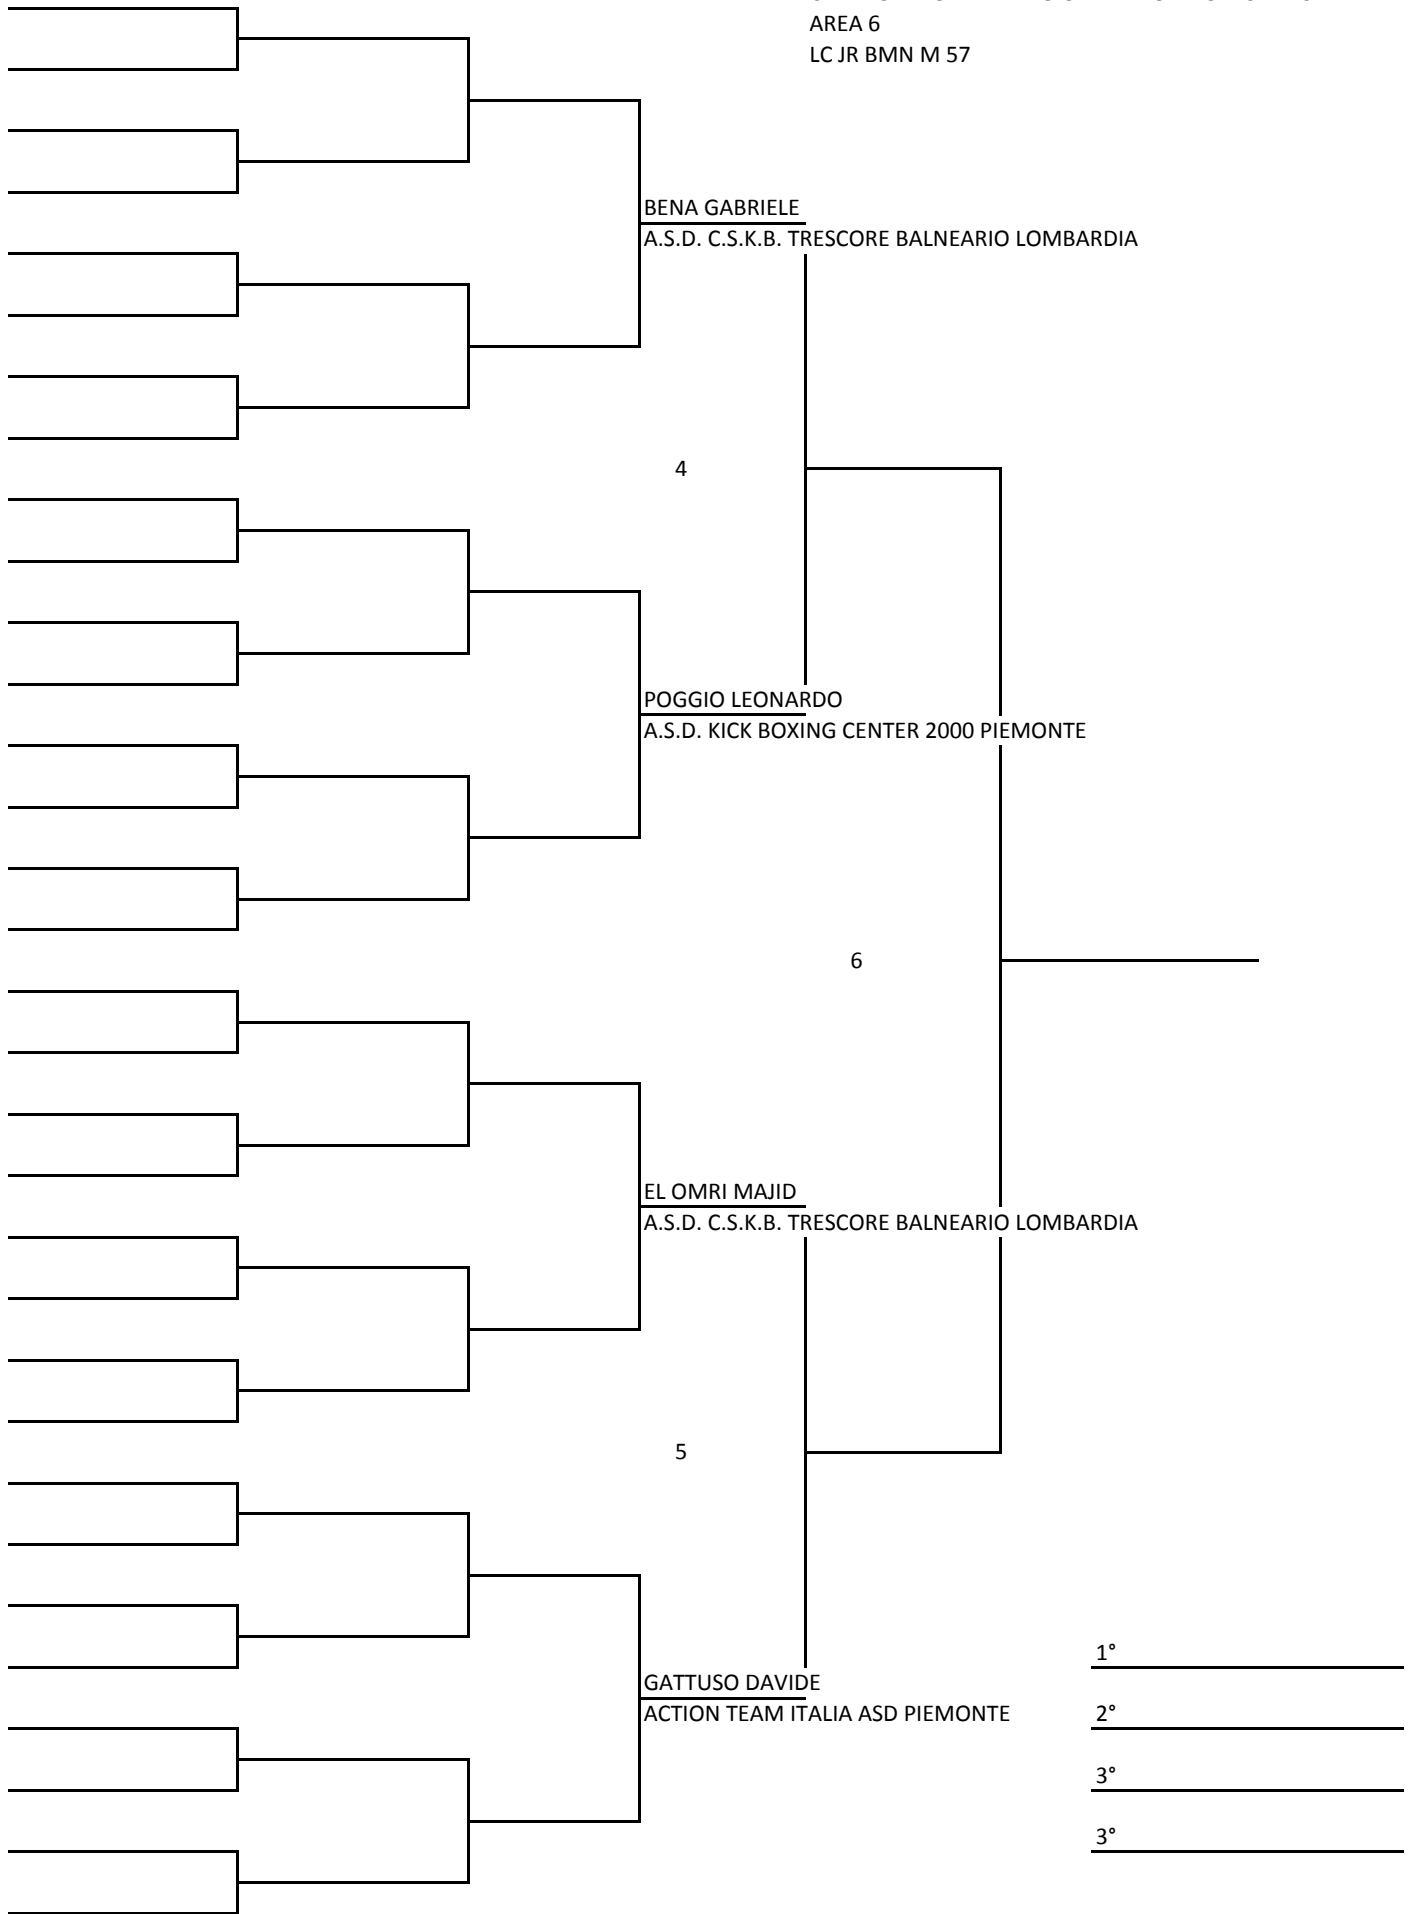 AREA 6
LC JR BMN M 57
BENA GABRIELE
A.S.D. C.S.K.B. TRESCORE BALNEARIO LOMBARDIA
4
POGGIO LEONARDO
A.S.D. KICK BOXING CENTER 2000 PIEMONTE
6
EL OMRI MAJID
A.S.D. C.S.K.B. TRESCORE BALNEARIO LOMBARDIA
5
1°
GATTUSO DAVIDE
ACTION TEAM ITALIA ASD PIEMONTE
2°
3°
3°